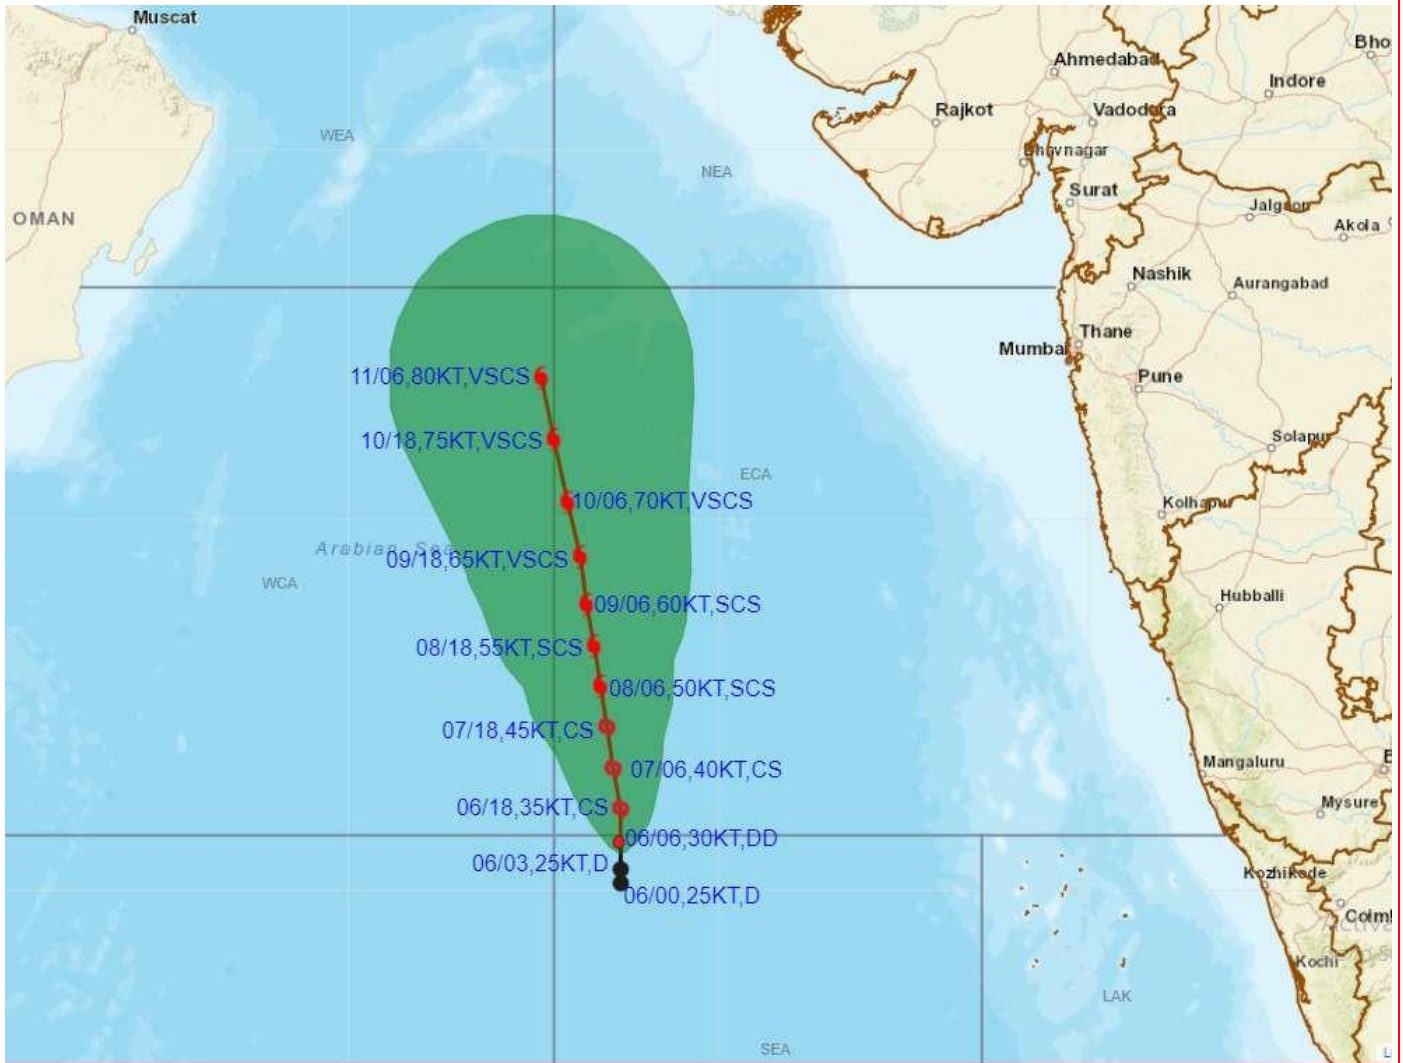 Muscat
Bho
Ahmedabad
Indore
Rajkot
Vadodara
WEA
Bhavnagar
NEA
Surat
OMAN
Jalgaon
Akola
Nashik
Aurangabad
Thane
Mumbai
11/06,80KT,VSCS
Pune
10/18,75KT,VSCS
Solapur
ECA
10/06,70KT,VSCS
Kolhapur
Arabian Sea
09/18,65KT,VSCS
WCA
09/06,60KT,SCS
Hubballi
08/18,55KT,SCS
08/06,50KT,SCS
07/18,45KT,CS
07/06,40KT,CS
Mangaluru
B
06/18,35KT,CS
Mysure
06/06,30KT,DD
06/03,25KT,D
Kozhikode
06/00,25KT,D
Coim
Kochi
LAK
SEA